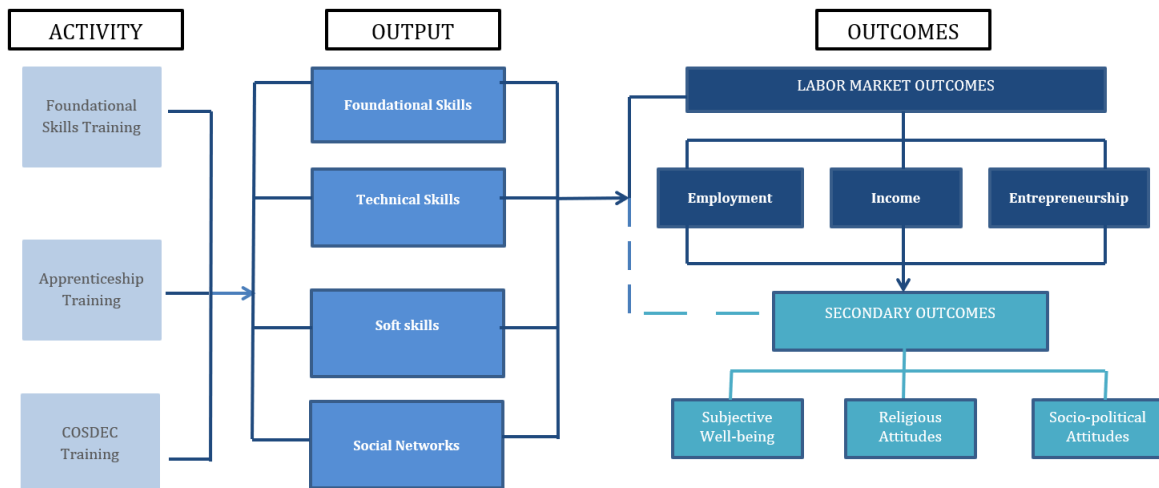 ACTIVITY
OUTPUT
OUTCOMES
Foundational
Skills Training
Apprenticeship
Training
COSDEC
Training
Foundational Skills
Technical Skills
Soft skills
Social Networks
LABOR MARKET OUTCOMES
Employment
Income
Entrepreneurship
SECONDARY OUTCOMES
Subjective
Well-being
Religious
Attitudes
Socio-political
Attitudes